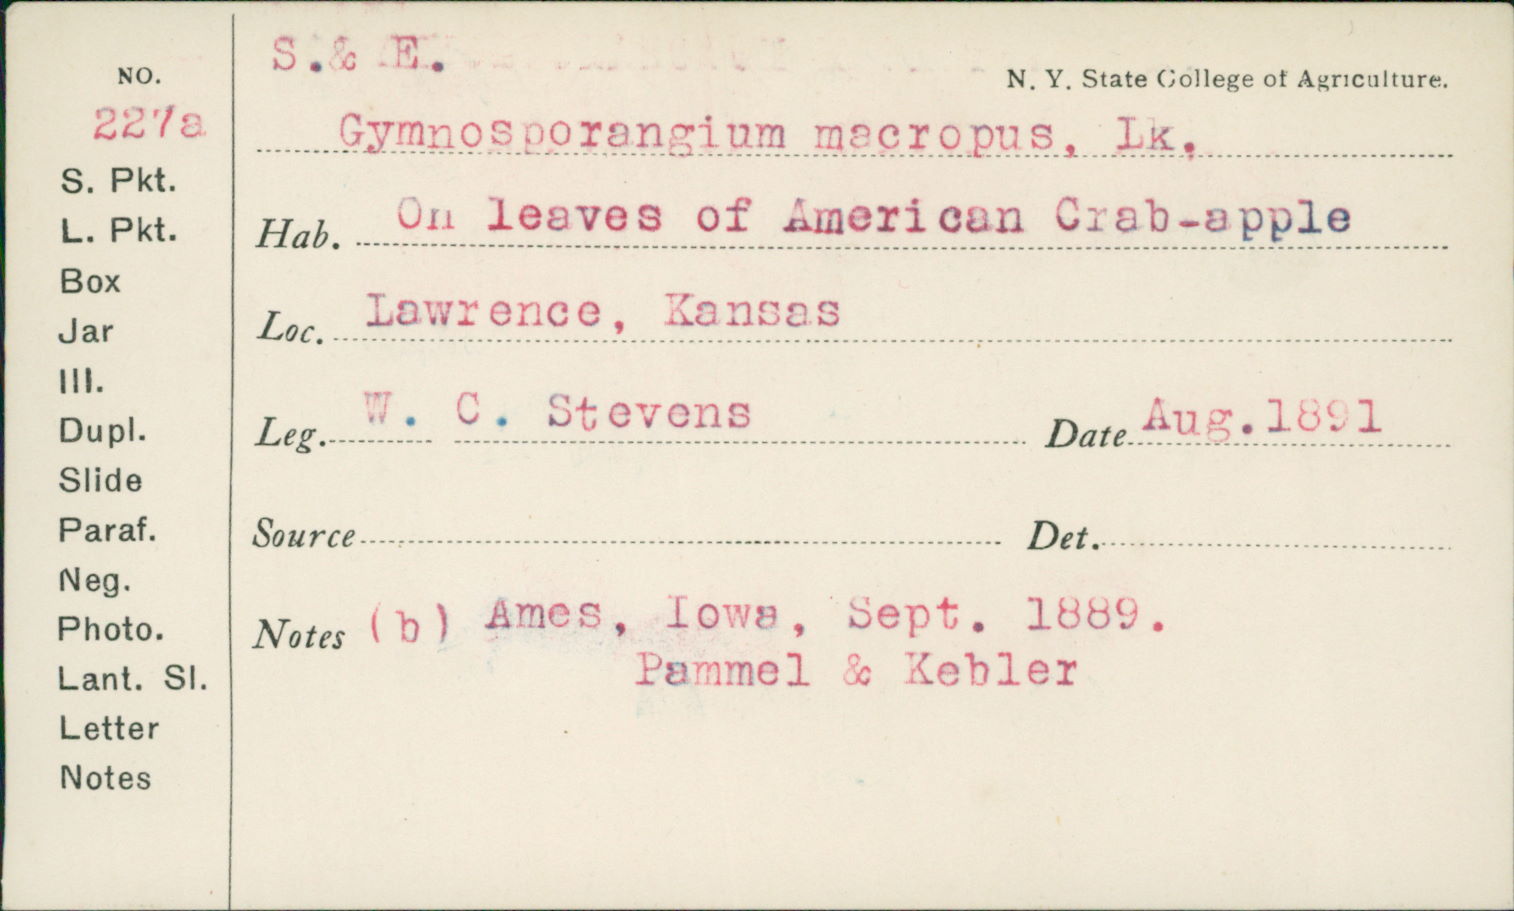 S.& E.
NO.
N. Y. State College of Agriculture.
227a
Gymnosporangium macropus, Lk.
S. Pkt.
L. Pkt.
Hab. On leaves of American Crab-apple
Box
Jar
Loc. Lawrence, Kansas
Ill.
Dupl.
Leg. W. C. Stevens Date Aug.1891
Slide
Paraf.
Source Det.
Neg.
Photo.
Notes (b) Ames, Iowa, Sept. 1889.
Pammel & Kebler
Lant. Sl.
Letter
Notes